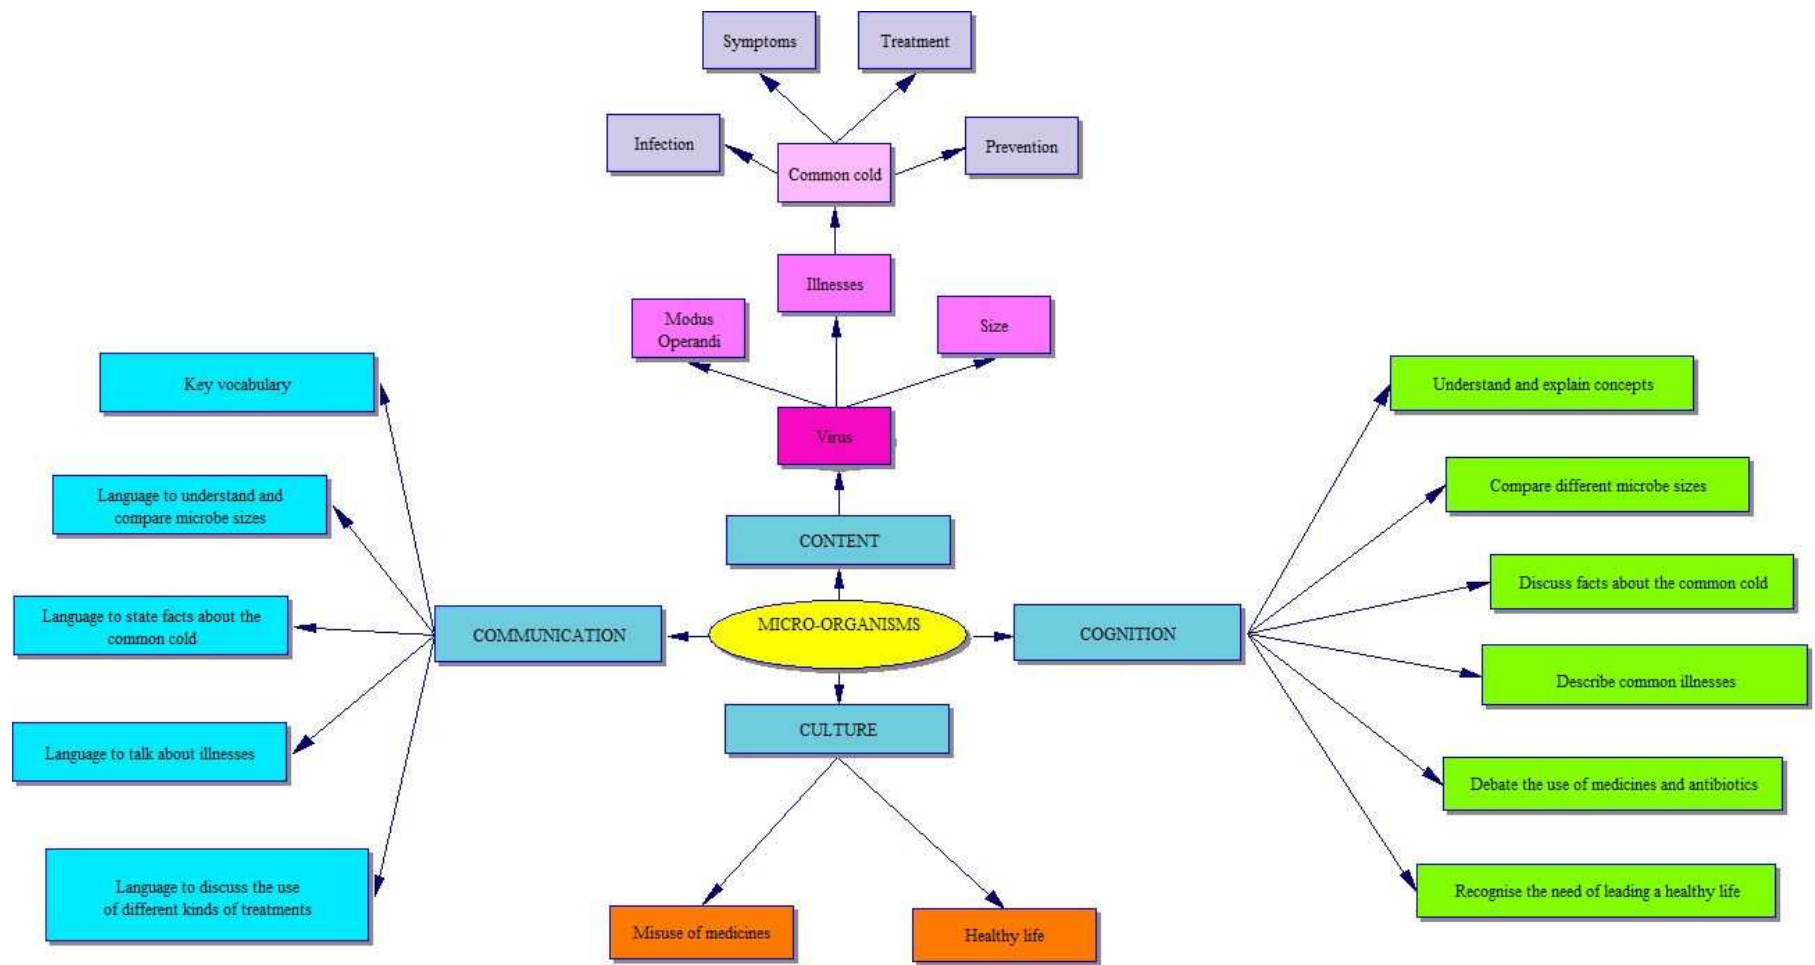 Symptoms
Treatment
Infection
Prevention
Common cold
Illnesses
Modus
Operandi
Size
Virus
CONTENT
MICRO-ORGANISMS
COMMUNICATION
COGNITION
CULTURE
Key vocabulary
Language to understand and
compare microbe sizes
Language to state facts about the
common cold
Language to talk about illnesses
Language to discuss the use
of different kinds of treatments
Understand and explain concepts
Compare different microbe sizes
Discuss facts about the common cold
Describe common illnesses
Debate the use of medicines and antibiotics
Recognise the need of leading a healthy life
Misuse of medicines
Healthy life